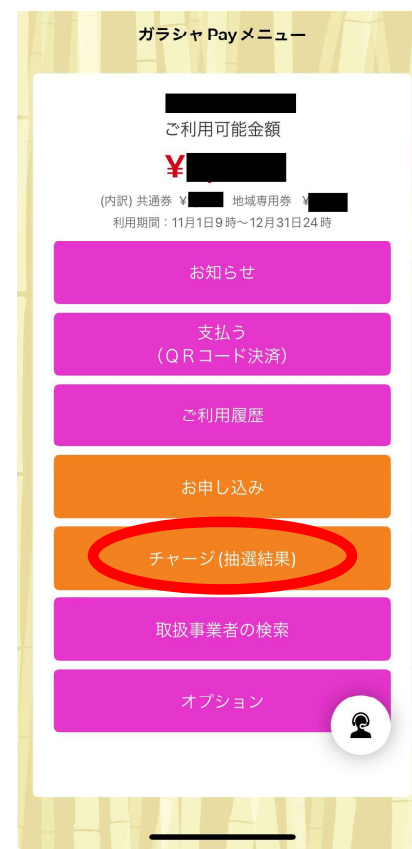 ガラシャ Pay メニュー
ご利用可能金額
¥
(内訳) 共通券 ¥ 地域専用券 ¥
利用期間：11月1日9時～12月31日24時
お知らせ
支払う
（ＱＲコード決済）
ご利用履歴
お申し込み
チャージ(抽選結果)
取扱事業者の検索
オプション